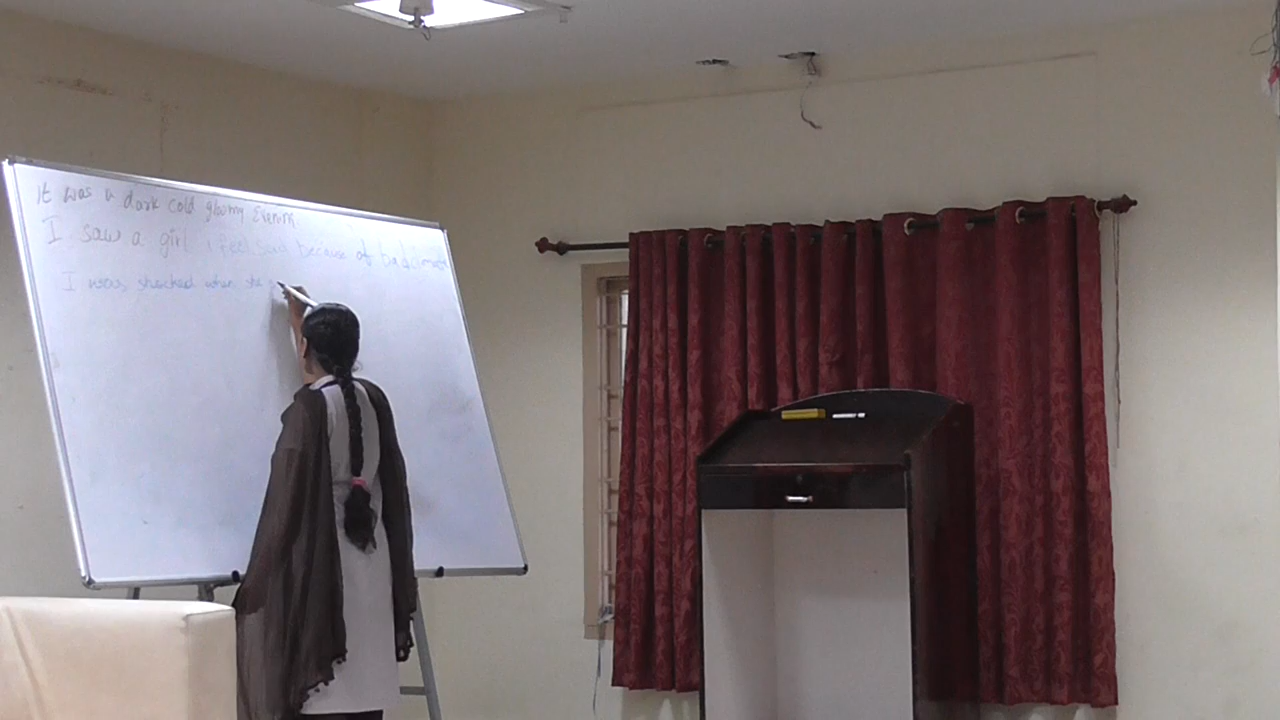 It was a dark cold gloomy Evening.
I saw a girl I feel sad because of bad climate
I was shocked when she